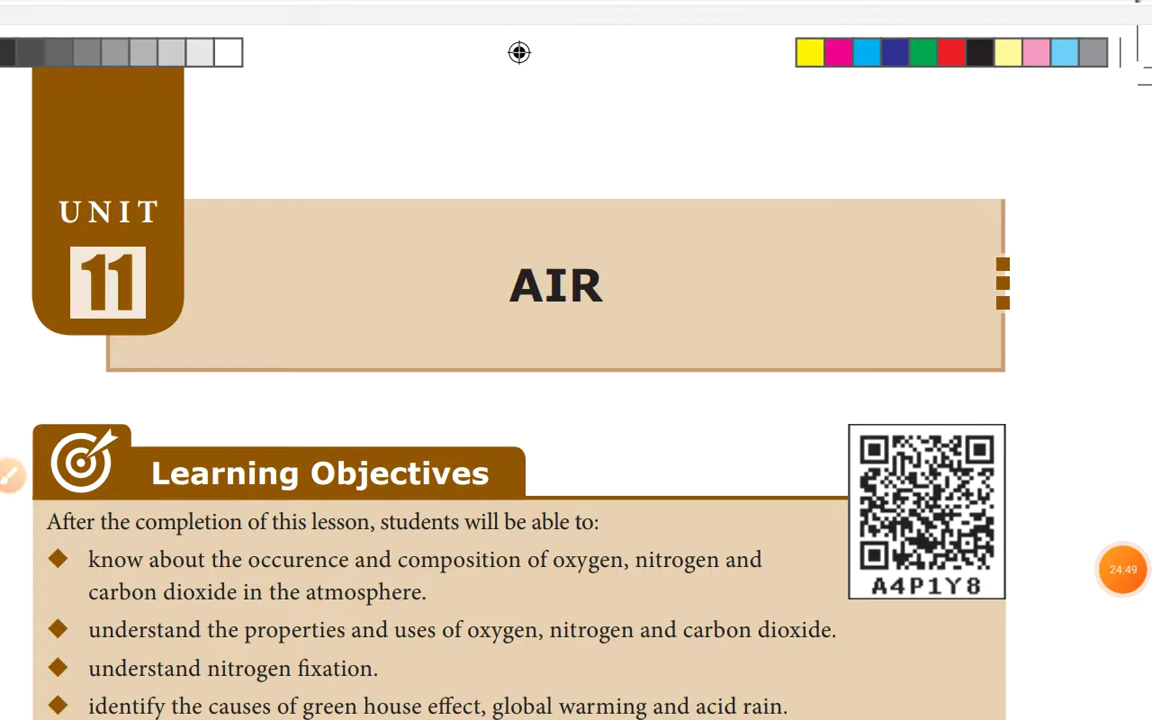 UNIT
11
AIR
Learning Objectives
After the completion of this lesson, students will be able to:
know about the occurence and composition of oxygen, nitrogen and
carbon dioxide in the atmosphere.
A4P1Y8
24:49
understand the properties and uses of oxygen, nitrogen and carbon dioxide.
understand nitrogen fixation.
identify the causes of green house effect, global warming and acid rain.